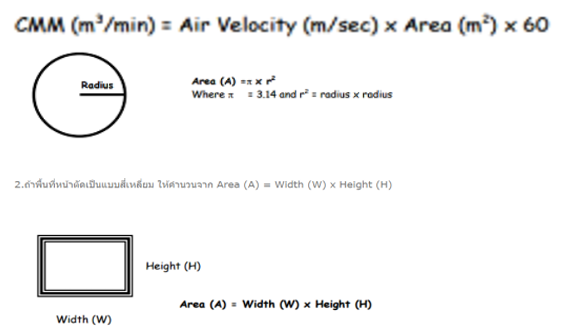 CMM (m³/min) = Air Velocity (m/sec) x Area (m²) x 60
Radius
Area (A) =π x r²
Where π = 3.14 and r² = radius x radius
2.ถ้าพื้นที่หน้าตัดเป็นแบบสี่เหลี่ยม ให้คำนวนจาก Area (A) = Width (W) x Height (H)
Height (H)
Area (A) = Width (W) x Height (H)
Width (W)